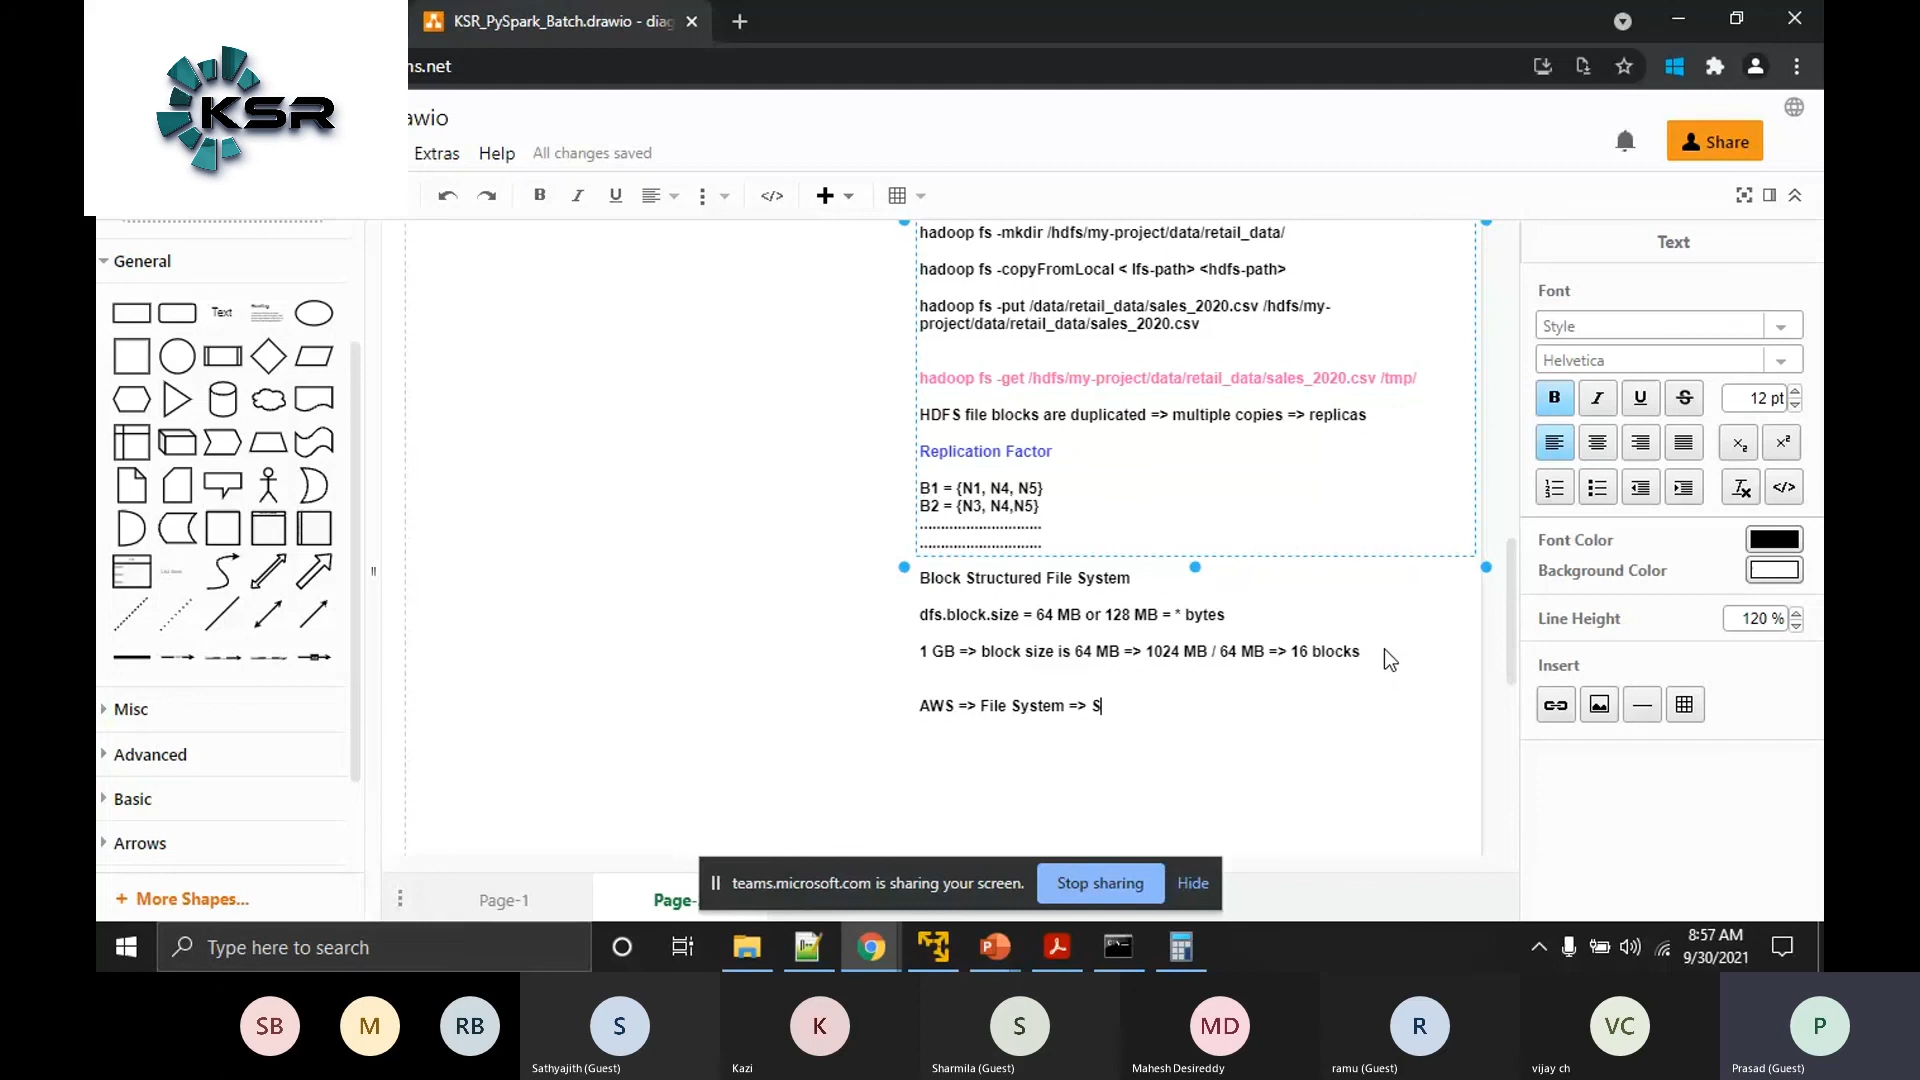 KSR_PySpark_Batch.drawio - diag
ns.net
KSR
awio
Share
Extras Help All changes saved
B I U
General
Text
Heading
Misc
Advanced
Basic
Arrows
+ More Shapes...
hadoop fs -mkdir /hdfs/my-project/data/retail_data/
hadoop fs -copyFromLocal < lfs-path> <hdfs-path>
hadoop fs -put /data/retail_data/sales_2020.csv /hdfs/my-
project/data/retail_data/sales_2020.csv
hadoop fs -get /hdfs/my-project/data/retail_data/sales_2020.csv /tmp/
HDFS file blocks are duplicated => multiple copies => replicas
Replication Factor
B1 = {N1, N4, N5}
B2 = {N3, N4,N5}
.............................
.............................
Block Structured File System
dfs.block.size = 64 MB or 128 MB = * bytes
1 GB => block size is 64 MB => 1024 MB / 64 MB => 16 blocks
AWS => File System => S
Text
Font
Style
Helvetica
B I U S 12 pt
Font Color
Background Color
Line Height 120 %
Insert
Page-1 Page-
teams.microsoft.com is sharing your screen. Stop sharing Hide
Type here to search
8:57 AM
9/30/2021
SB M RB S K S MD R VC P
Sathyajith (Guest) Kazi Sharmila (Guest) Mahesh Desireddy ramu (Guest) vijay ch Prasad (Guest)